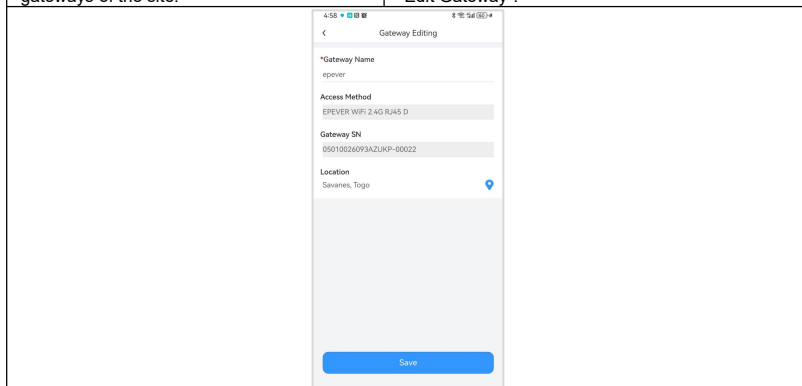 gateways of the site.
"Edit Gateway".
4:58
60
Gateway Editing
*Gateway Name
epever
Access Method
EPEVER WiFi 2.4G RJ45 D
Gateway SN
05010026093AZUKP-00022
Location
Savanes, Togo
Save